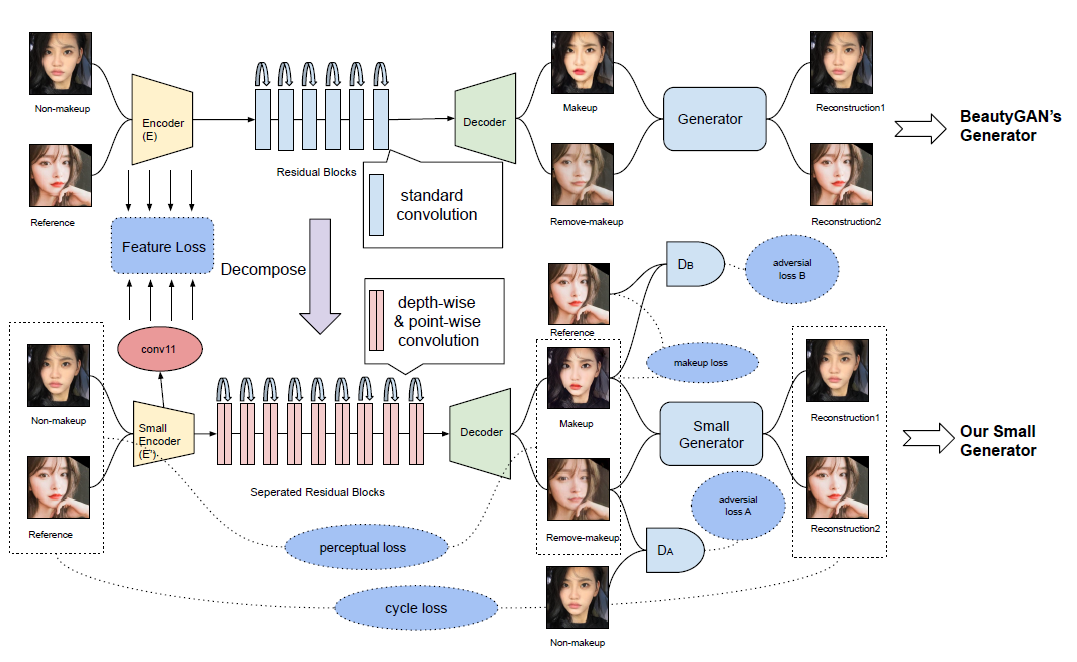 Non-makeup
Reference
Encoder
(E)
Residual Blocks
Decoder
Makeup
Remove-makeup
Generator
Reconstruction1
Reconstruction2
BeautyGAN's
Generator
standard
convolution
Feature Loss
Decompose
depth-wise
& point-wise
convolution
conv11
Non-makeup
Reference
Small
Encoder
(E')
Seperated Residual Blocks
Decoder
Reference
Makeup
Remove-makeup
Non-makeup
DB
adversial
loss B
makeup loss
Small
Generator
adversial
loss A
DA
Reconstruction1
Reconstruction2
Our Small
Generator
perceptual loss
cycle loss